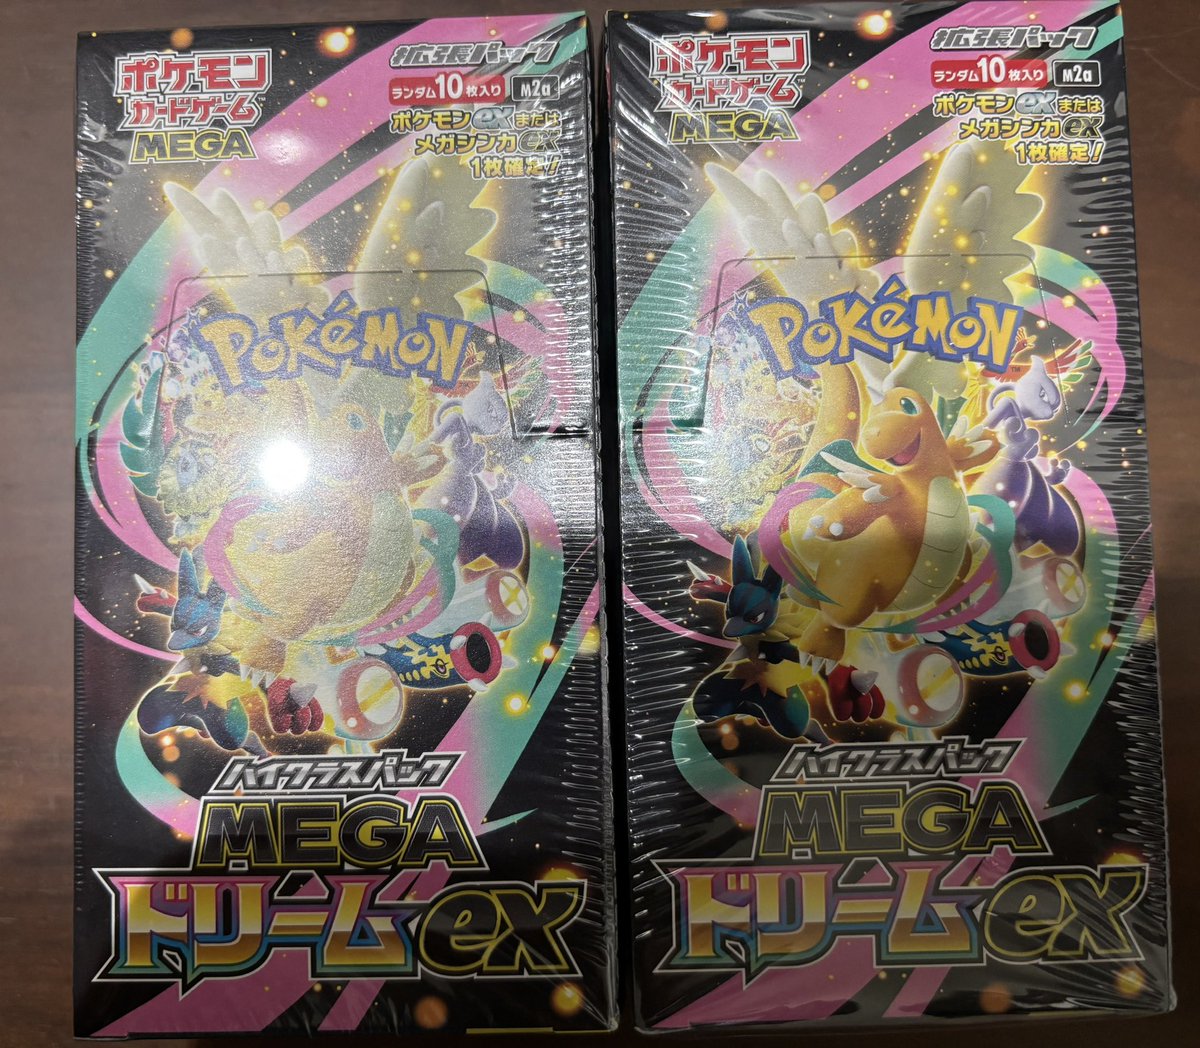 ポケモン
カードゲーム
MEGA
拡張パック
ランダム10枚入り M2a
ポケモンexまたは
メガシンカex
1枚確定!
Pokémon
ハイクラスパック
MEGA
ドリームex
ポケモン
カードゲーム
MEGA
拡張パック
ランダム10枚入り M2a
ポケモンexまたは
メガシンカex
1枚確定!
Pokémon
TM
ハイクラスパック
MEGA
ドリームex